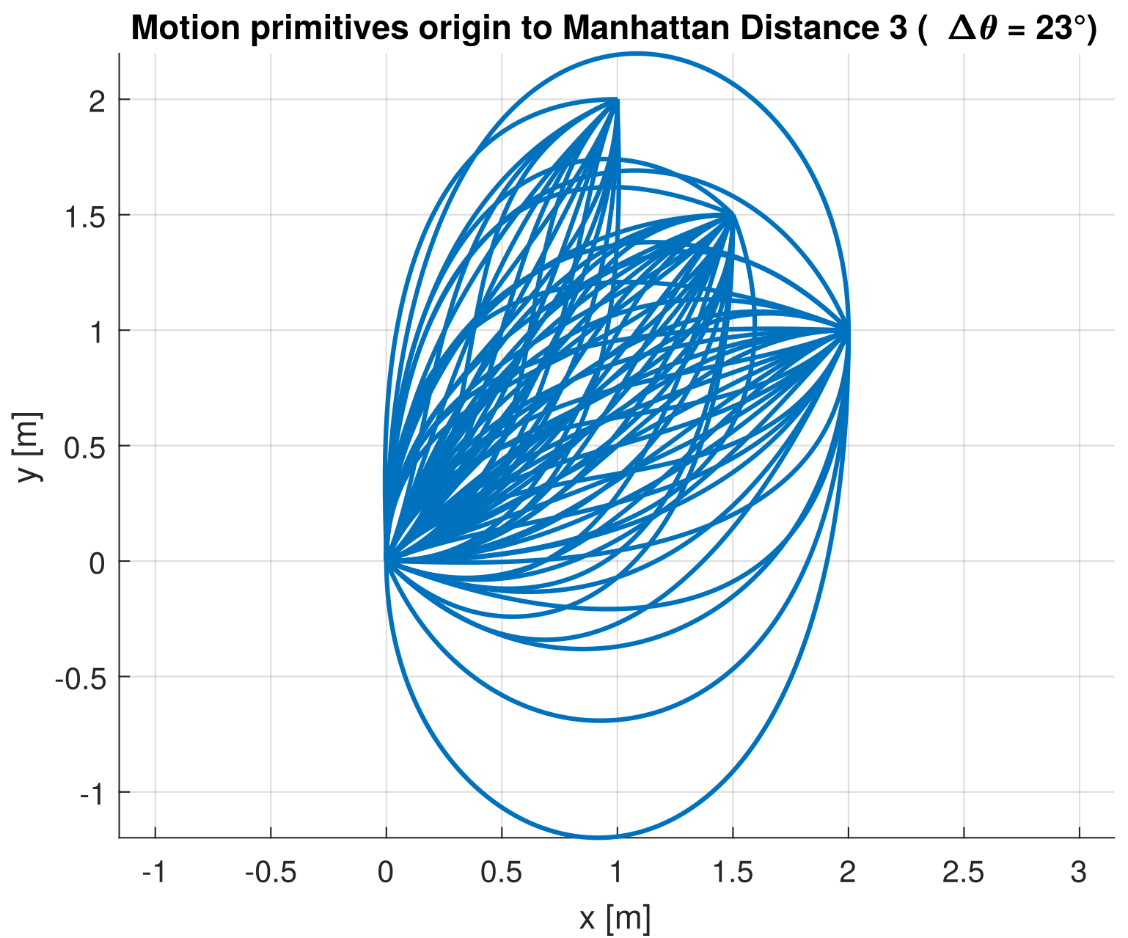 Motion primitives origin to Manhattan Distance 3 (  Δθ = 23°)
y [m]
2
1.5
1
0.5
0
-0.5
-1
-1 -0.5 0 0.5 1 1.5 2 2.5 3
x [m]